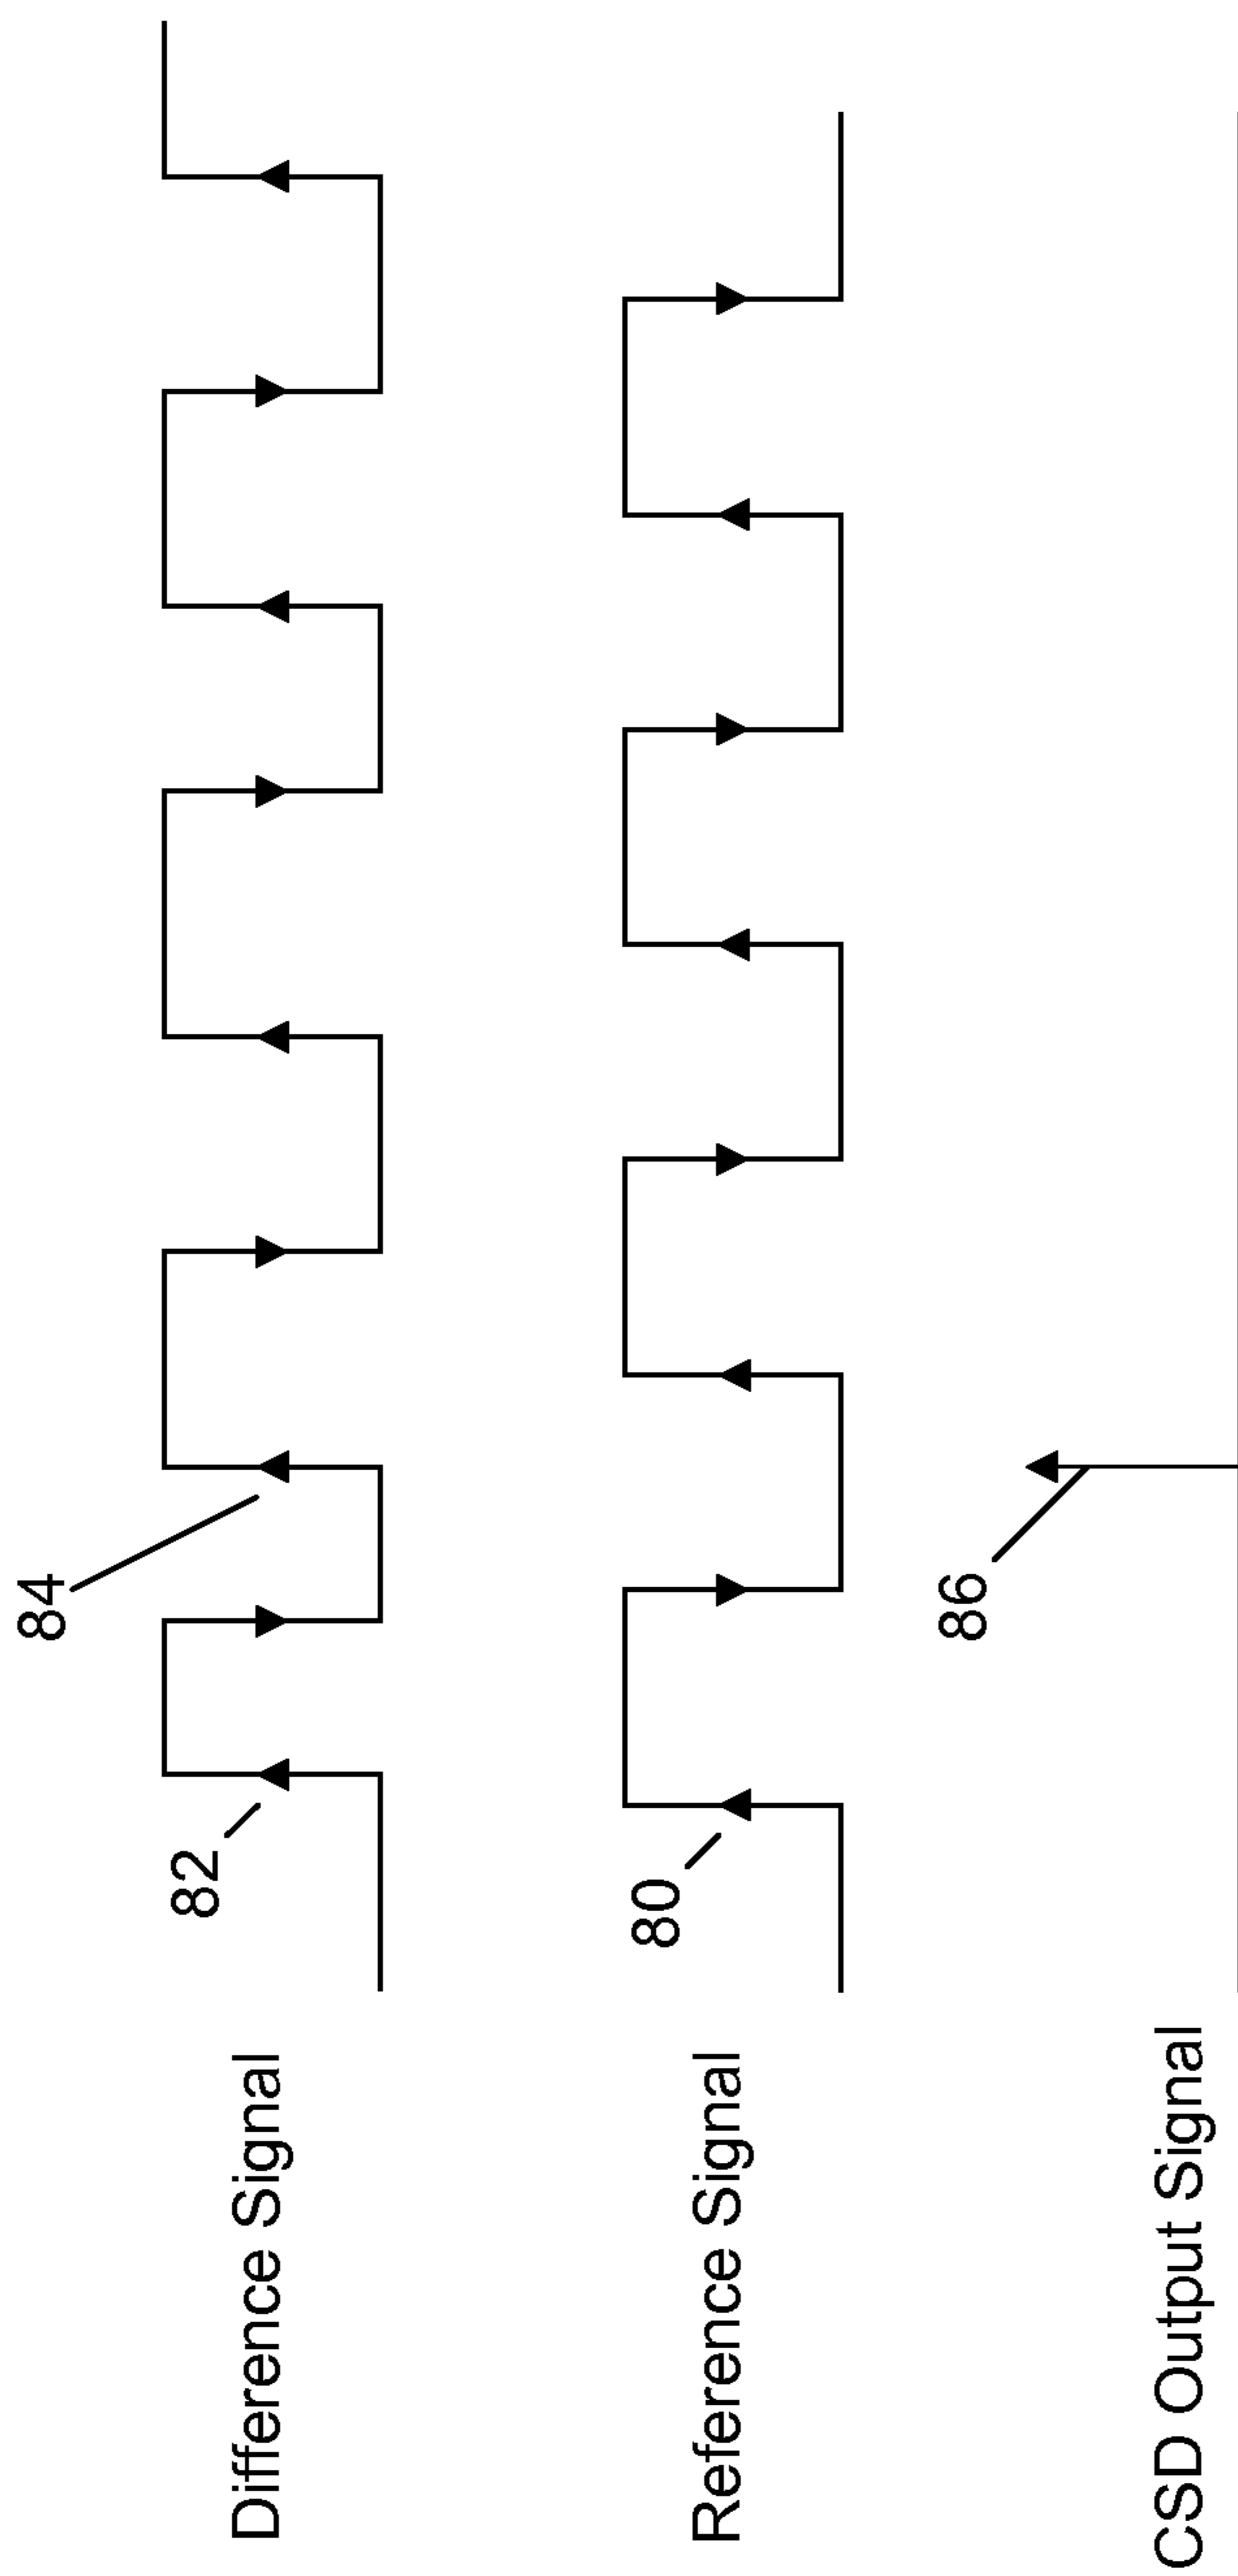 84
82
Difference Signal
80
Reference Signal
86
CSD Output Signal